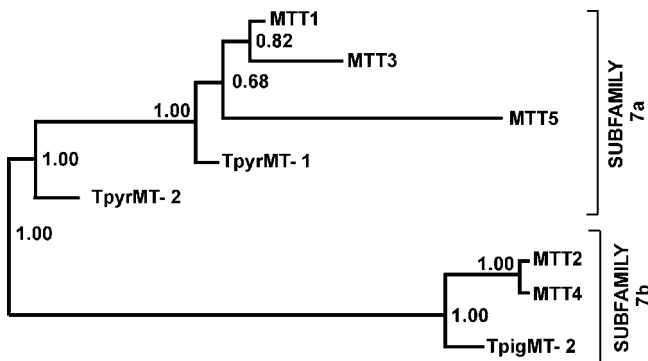 MTT1
0.82
MTT3
0.68
1.00
MTT5
SUBFAMILY
7a
1.00
TpyrMT- 1
TpyrMT- 2
1.00
MTT2
1.00
MTT4
SUBFAMILY
7b
1.00
TpigMT- 2